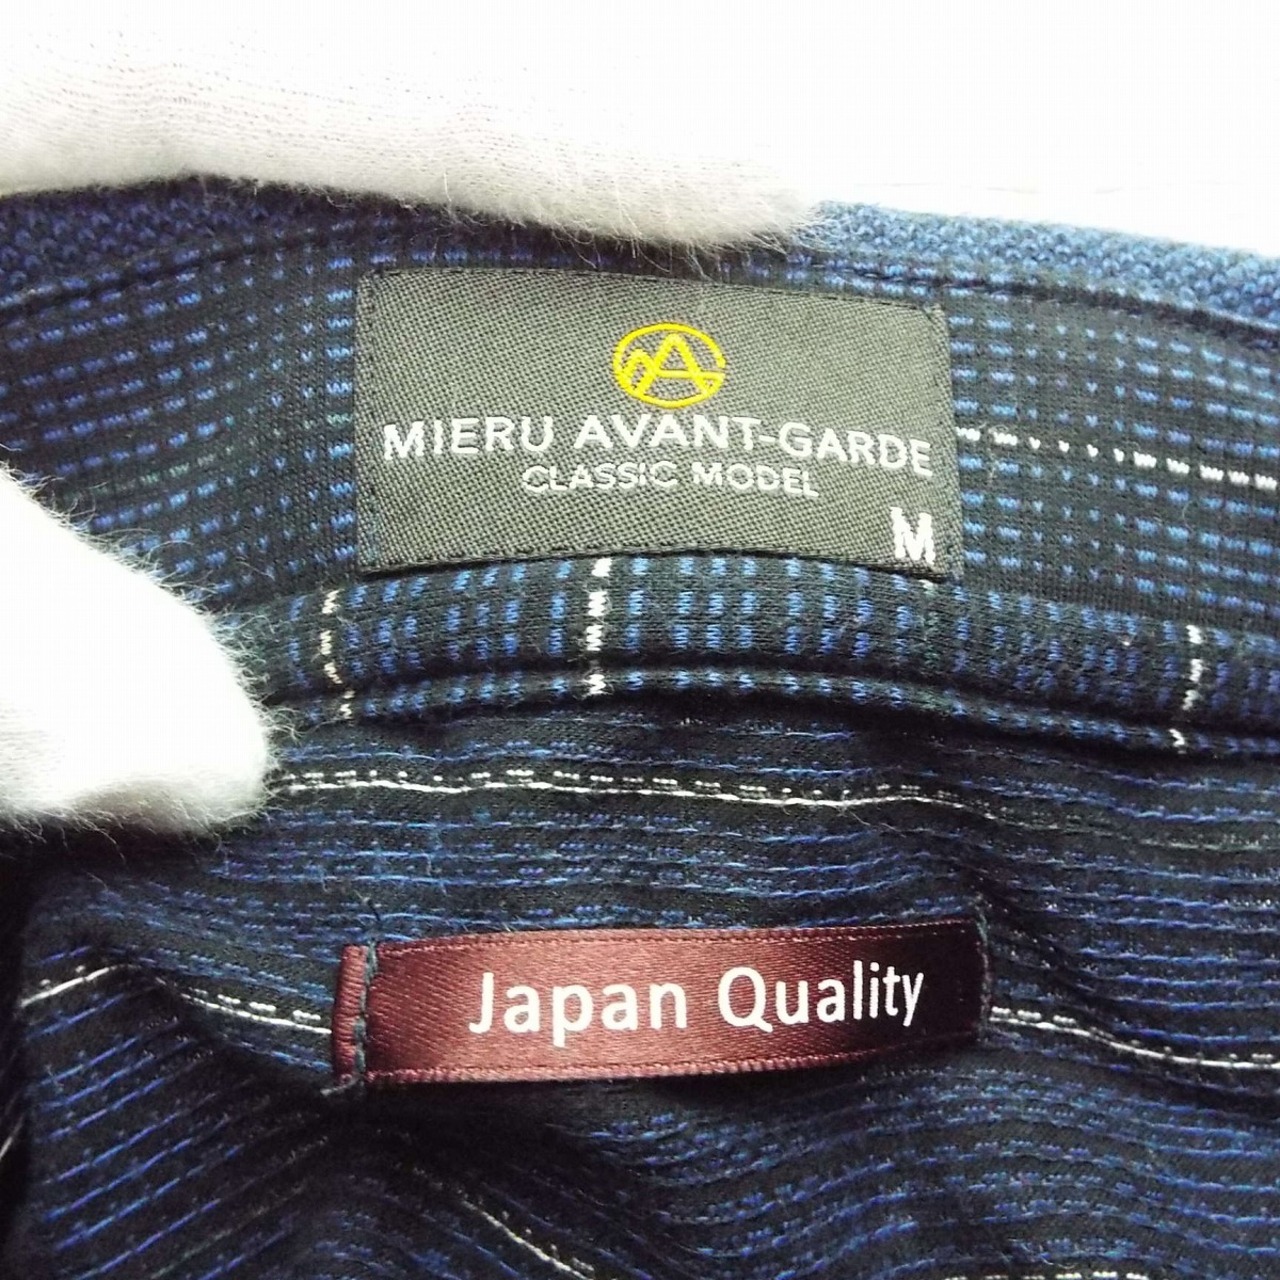 MIERU AVANT-GARDE
CLASSIC MODEL
M
Japan Quality